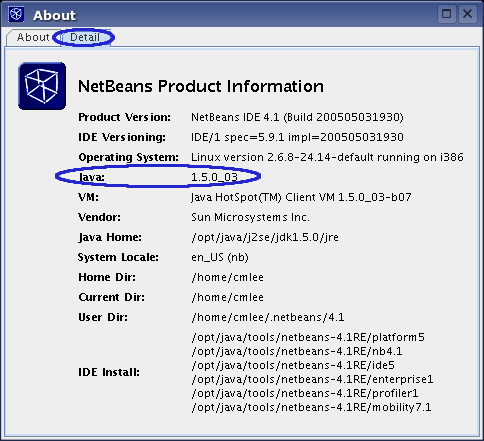 About
About Detail
NetBeans Product Information
Product Version: NetBeans IDE 4.1 (Build 200505031930)
IDE Versioning: IDE/1 spec=5.9.1 impl=200505031930
Operating System: Linux version 2.6.8-24.14-default running on i386
Java: 1.5.0_03
VM: Java HotSpot(TM) Client VM 1.5.0_03-b07
Vendor: Sun Microsystems Inc.
Java Home: /opt/java/j2se/jdk1.5.0/jre
System Locale: en_US (nb)
Home Dir: /home/cmlee
Current Dir: /home/cmlee
User Dir: /home/cmlee/.netbeans/4.1
IDE Install: /opt/java/tools/netbeans-4.1RE/platform5
/opt/java/tools/netbeans-4.1RE/nb4.1
/opt/java/tools/netbeans-4.1RE/ide5
/opt/java/tools/netbeans-4.1RE/enterprise1
/opt/java/tools/netbeans-4.1RE/profiler1
/opt/java/tools/netbeans-4.1RE/mobility7.1